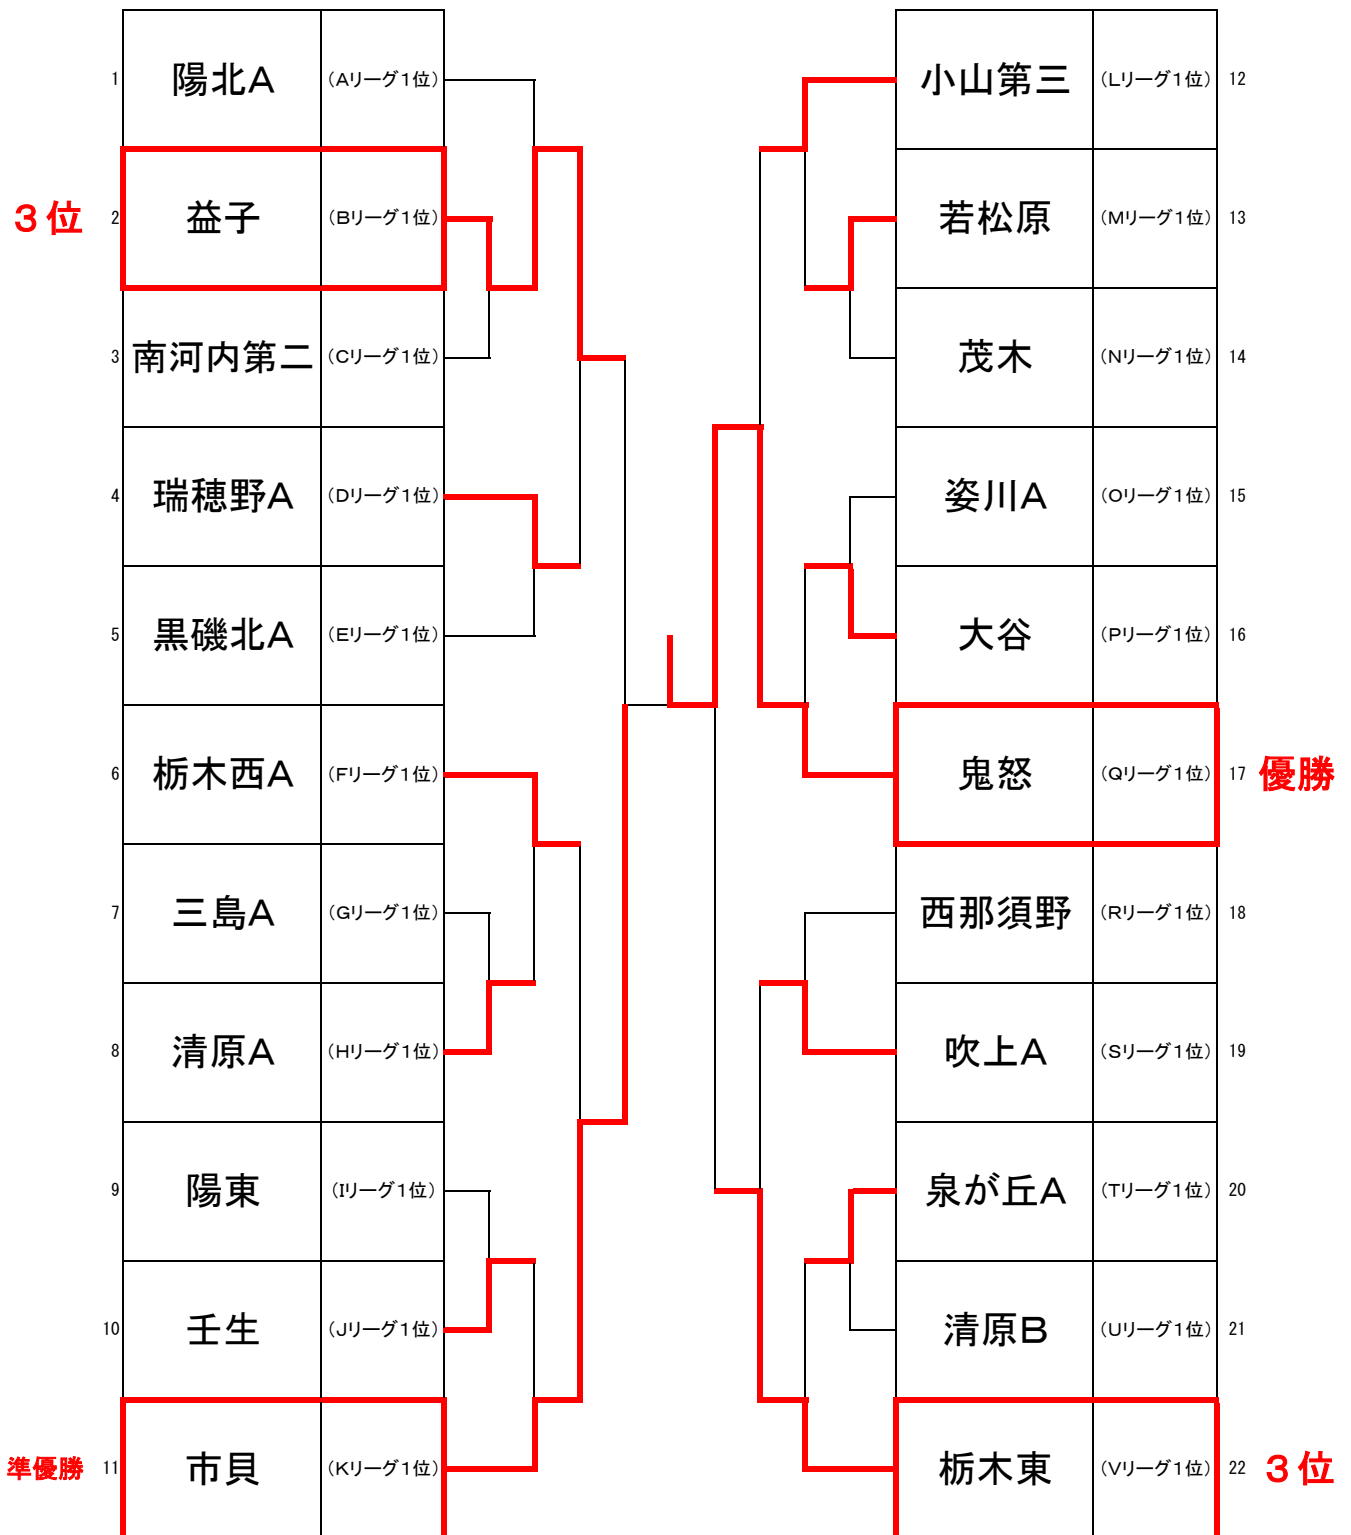 1 陽北A (Aリーグ1位)
3位 2 益子 (Bリーグ1位)
3 南河内第二 (Cリーグ1位)
4 瑞穂野A (Dリーグ1位)
5 黒磯北A (Eリーグ1位)
6 栃木西A (Fリーグ1位)
7 三島A (Gリーグ1位)
8 清原A (Hリーグ1位)
9 陽東 (Iリーグ1位)
10 壬生 (Jリーグ1位)
準優勝 11 市貝 (Kリーグ1位)
小山第三 (Lリーグ1位) 12
若松原 (Mリーグ1位) 13
茂木 (Nリーグ1位) 14
姿川A (Oリーグ1位) 15
大谷 (Pリーグ1位) 16
鬼怒 (Qリーグ1位) 17 優勝
西那須野 (Rリーグ1位) 18
吹上A (Sリーグ1位) 19
泉が丘A (Tリーグ1位) 20
清原B (Uリーグ1位) 21
栃木東 (Vリーグ1位) 22 3位